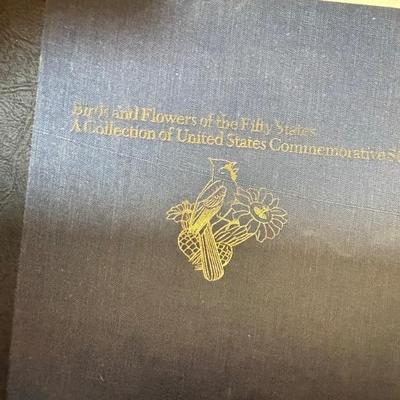 Birds and Flowers of the Fifty States
A Collection of United States Commemorative